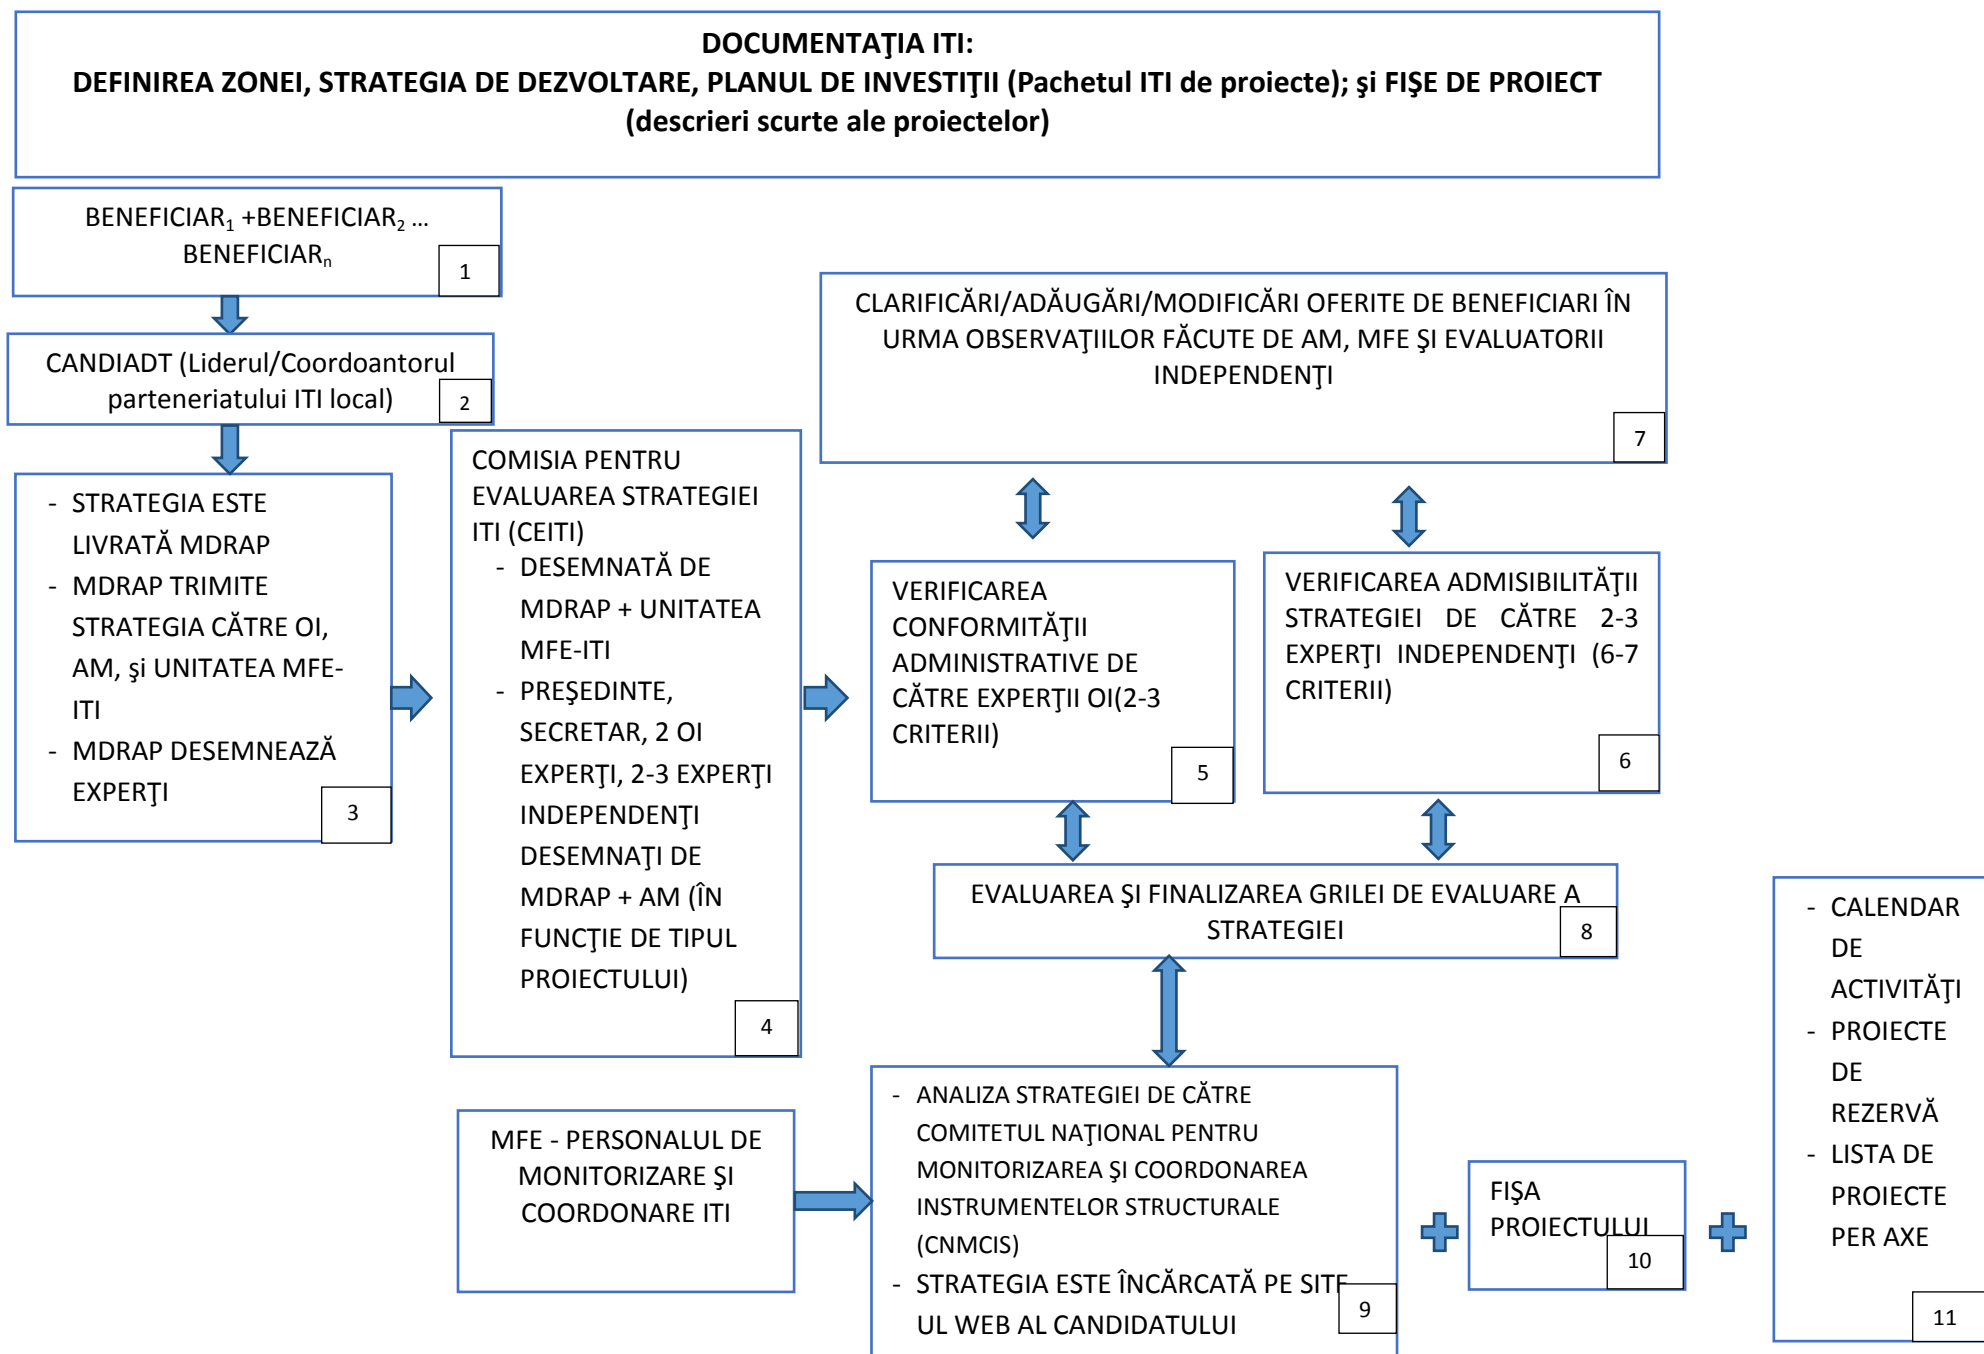 DOCUMENTAŢIA ITI:
DEFINIREA ZONEI, STRATEGIA DE DEZVOLTARE, PLANUL DE INVESTIŢII (Pachetul ITI de proiecte); şi FIŞE DE PROIECT
(descrieri scurte ale proiectelor)
BENEFICIAR1 +BENEFICIAR2 ...
BENEFICIARn
1
CANDIADT (Liderul/Coordoantorul
parteneriatului ITI local)
2
- STRATEGIA ESTE
LIVRATĂ MDRAP
- MDRAP TRIMITE
STRATEGIA CĂTRE OI,
AM, şi UNITATEA MFE-
ITI
- MDRAP DESEMNEAZĂ
EXPERŢI
3
COMISIA PENTRU
EVALUAREA STRATEGIEI
ITI (CEITI)
- DESEMNATĂ DE
MDRAP + UNITATEA
MFE-ITI
- PREŞEDINTE,
SECRETAR, 2 OI
EXPERŢI, 2-3 EXPERŢI
INDEPENDENŢI
DESEMNAŢI DE
MDRAP + AM (ÎN
FUNCŢIE DE TIPUL
PROIECTULUI)
4
CLARIFICĂRI/ADĂUGĂRI/MODIFICĂRI OFERITE DE BENEFICIARI ÎN
URMA OBSERVAŢIILOR FĂCUTE DE AM, MFE ŞI EVALUATORII
INDEPENDENŢI
7
VERIFICAREA
CONFORMITĂŢII
ADMINISTRATIVE DE
CĂTRE EXPERŢII OI(2-3
CRITERII)
5
VERIFICAREA ADMISIBILITĂŢII
STRATEGIEI DE CĂTRE 2-3
EXPERŢI INDEPENDENŢI (6-7
CRITERII)
6
EVALUAREA ŞI FINALIZAREA GRILEI DE EVALUARE A
STRATEGIEI
8
MFE - PERSONALUL DE
MONITORIZARE ŞI
COORDONARE ITI
- ANALIZA STRATEGIEI DE CĂTRE
COMITETUL NAŢIONAL PENTRU
MONITORIZAREA ŞI COORDONAREA
INSTRUMENTELOR STRUCTURALE
(CNMCIS)
- STRATEGIA ESTE ÎNCĂRCATĂ PE SITE
UL WEB AL CANDIDATULUI
9
FIŞA
PROIECTULUI
10
- CALENDAR
DE
ACTIVITĂŢI
- PROIECTE
DE
REZERVĂ
- LISTA DE
PROIECTE
PER AXE
11